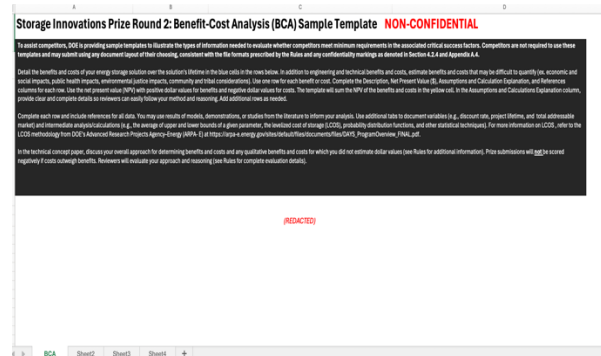 A B C D
Storage Innovations Prize Round 2: Benefit-Cost Analysis (BCA) Sample Template NON-CONFIDENTIAL
To assist competitors, DOE is providing sample templates to illustrate the types of information needed to evaluate whether competitors meet minimum requirements in the associated critical success factors. Competitors are not required to use these
templates and may submit using any document layout of their choosing, consistent with the file formats prescribed by the Rules and any confidentiality markings as denoted in Section 4.2.4 and Appendix A.4.
Detail the benefits and costs of your energy storage solution over the solution's lifetime in the blue cells in the rows below. In addition to engineering and technical benefits and costs, estimate benefits and costs that may be difficult to quantify (ex. economic and
social impacts, public health impacts, environmental justice impacts, community and tribal considerations). Use one row for each benefit or cost. Complete the Description, Net Present Value ($), Assumptions and Calculation Explanation, and References
columns for each row. Use the net present value (NPV) with positive dollar values for benefits and negative dollar values for costs. The template will sum the NPV of the benefits and costs in the yellow cell. In the Assumptions and Calculations Explanation column,
provide clear and complete details so reviewers can easily follow your method and reasoning. Add additional rows as needed.
Complete each row and include references for all data. You may use results of models, demonstrations, or studies from the literature to inform your analysis. Use additional tabs to document variables (e.g., discount rate, project lifetime, and total addressable
market) and intermediate analysis/calculations (e.g., the average of upper and lower bounds of a given parameter, the levelized cost of storage (LCOS), probability distribution functions, and other statistical techniques). For more information on LCOS, refer to the
LCOS methodology from DOE's Advanced Research Projects Agency-Energy (ARPA-E) at https://arpa-e.energy.gov/sites/default/files/documents/files/DAYS_ProgramOverview_FINAL.pdf.
In the technical concept paper, discuss your overall approach for determining benefits and costs and any qualitative benefits and costs for which you did not estimate dollar values (see Rules for additional information). Prize submissions will not be scored
negatively if costs outweigh benefits. Reviewers will evaluate your approach and reasoning (see Rules for complete evaluation details).
(REDACTED)
BCA Sheet2 Sheet3 Sheet4 +